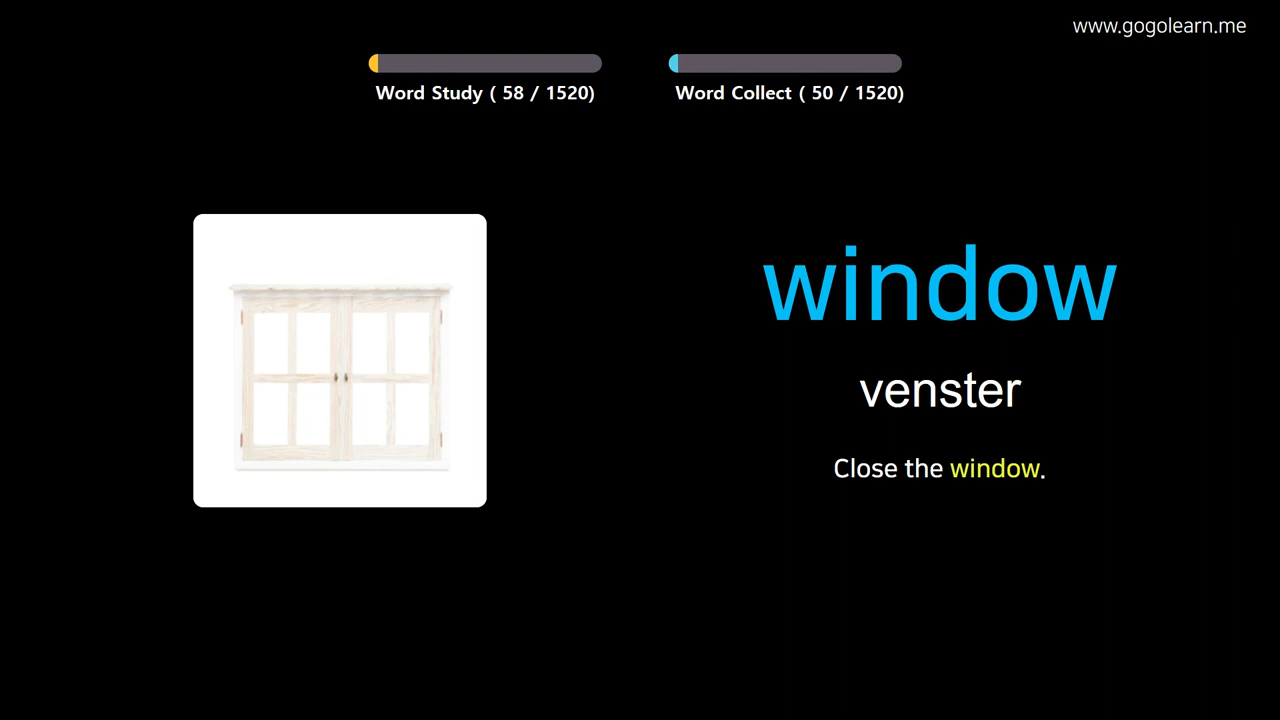 www.gogolearn.me
Word Study ( 58 / 1520)
Word Collect ( 50 / 1520)
window
venster
Close the window.